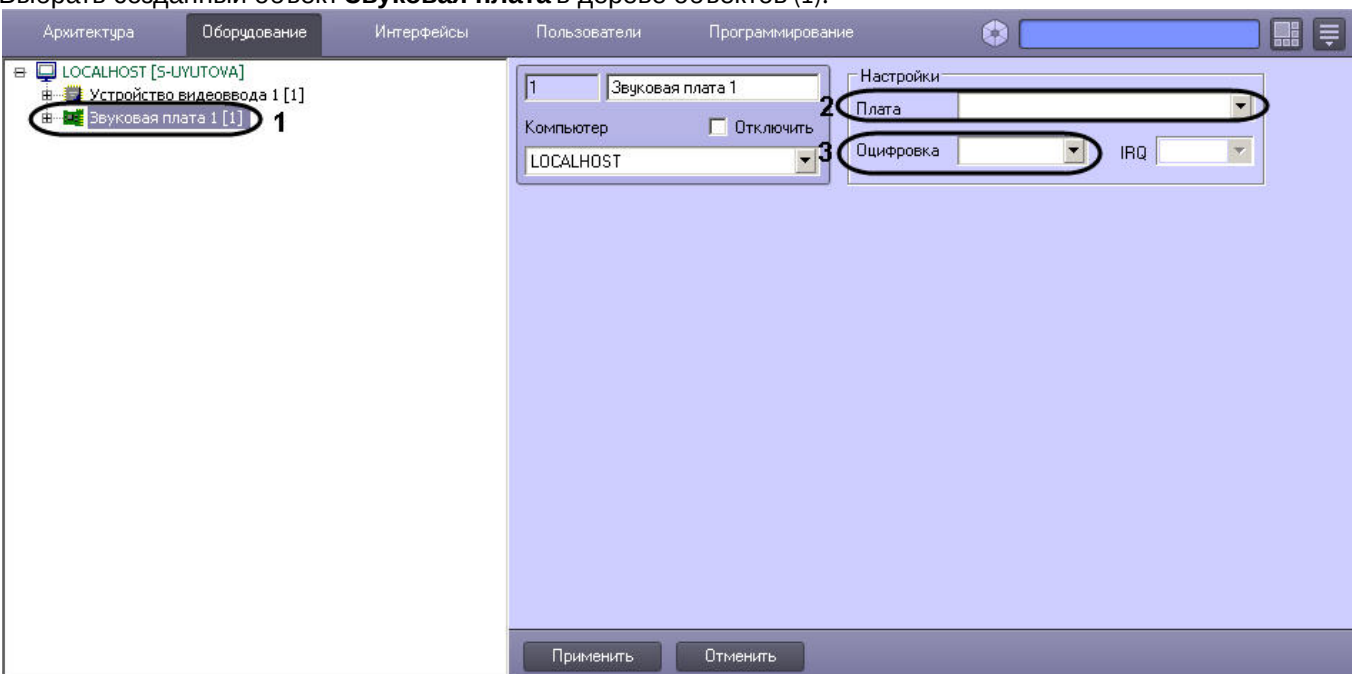 Выбрать созданный объект Звуковая плата в дереве объектов (1).
Архитектура Оборудование Интерфейсы Пользователи Программирование
LOCALHOST [S-UYUTOVA]
Устройство видеоввода 1 [1]
Звуковая плата 1 [1] 1
1 Звуковая плата 1
Компьютер Отключить
LOCALHOST
Настройки
2 Плата
3 Оцифровка IRQ
Применить Отменить